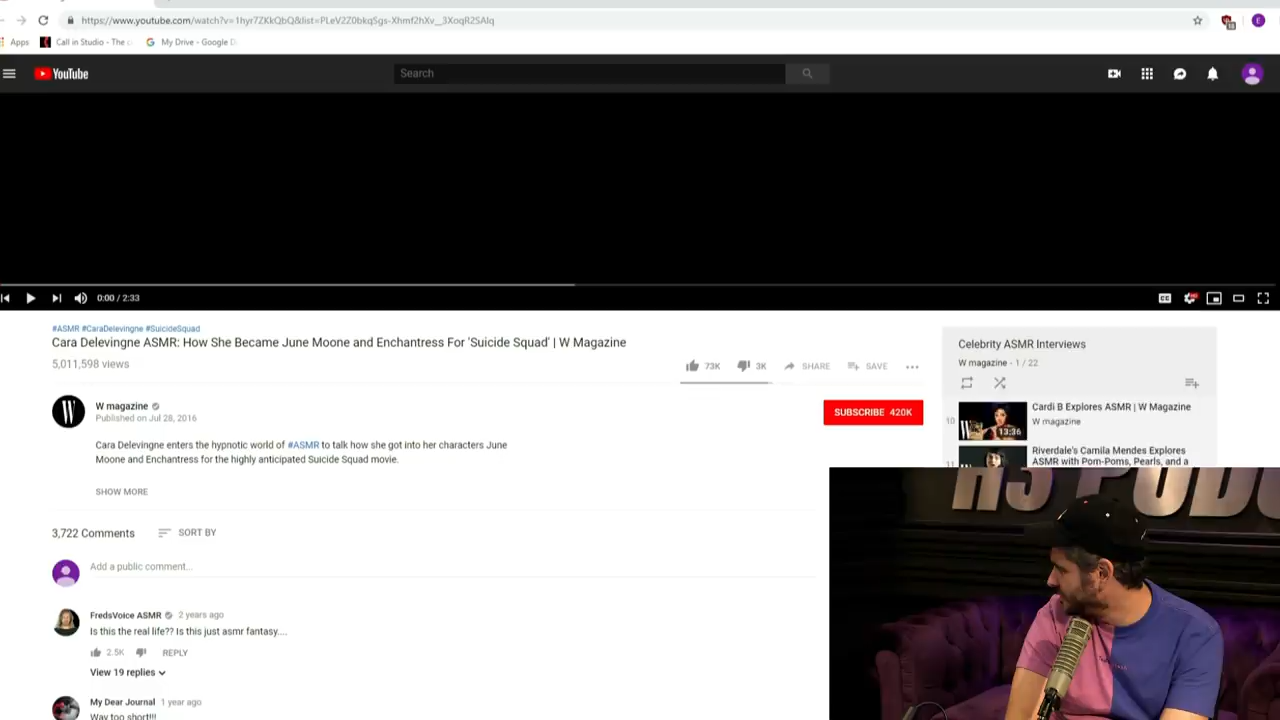 https://www.youtube.com/watch?v=1hyr7ZKkQbQ&list=PLeV2Z0bkqSgs-Xhmf2hXv__3XoqR2SAlq
Apps Call in Studio - The My Drive - Google D
YouTube
Search
0:00 / 2:33
CC
#ASMR #CaraDelevingne #SuicideSquad
Cara Delevingne ASMR: How She Became June Moone and Enchantress For 'Suicide Squad' | W Magazine
5,011,598 views
73K 3K SHARE SAVE
W
W magazine
Published on Jul 28, 2016
SUBSCRIBE 420K
Cara Delevingne enters the hypnotic world of #ASMR to talk how she got into her characters June
Moone and Enchantress for the highly anticipated Suicide Squad movie.
SHOW MORE
Celebrity ASMR Interviews
W magazine - 1 / 22
10
13:36
Cardi B Explores ASMR | W Magazine
W magazine
11
Riverdale's Camila Mendes Explores
ASMR with Pom-Poms, Pearls, and a
3,722 Comments SORT BY
Add a public comment...
FredsVoice ASMR 2 years ago
Is this the real life?? Is this just asmr fantasy....
2.5K REPLY
View 19 replies
My Dear Journal 1 year ago
Way too short!!!
H3 PODC